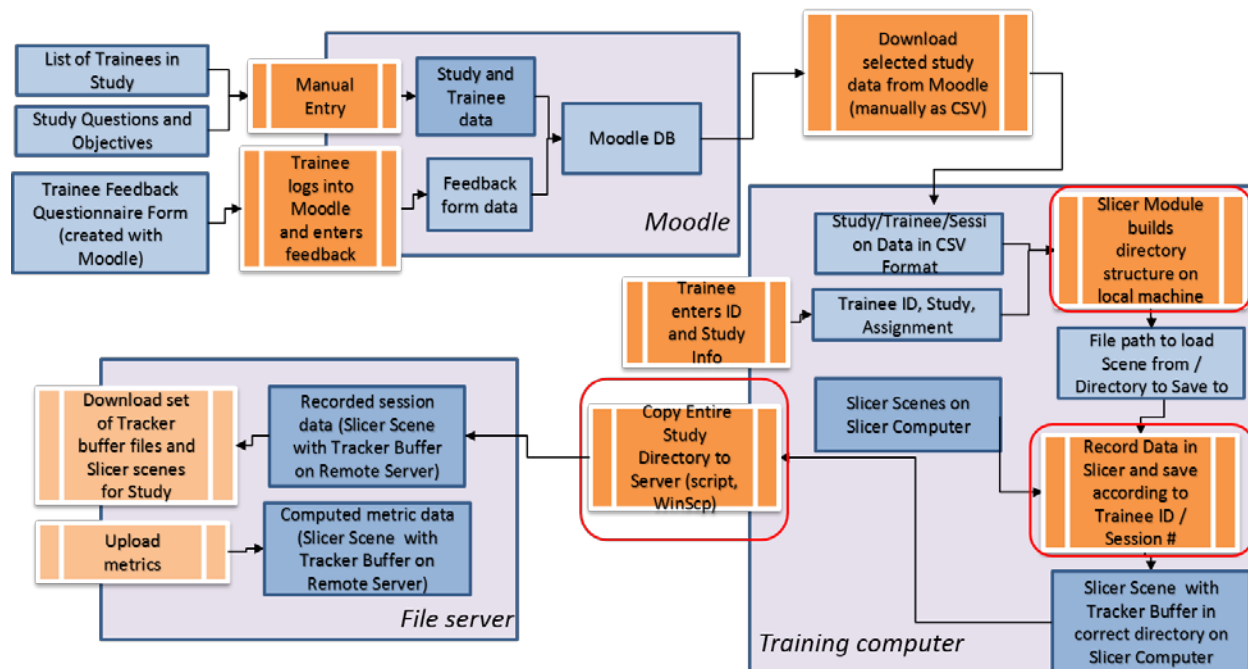 List of Trainees in
Study
Study Questions and
Objectives
Trainee Feedback
Questionnaire Form
(created with
Moodle)
Manual
Entry
Trainee
logs into
Moodle
and enters
feedback
Study and
Trainee
data
Feedback
form data
Moodle DB
Moodle
Download
selected study
data from Moodle
(manually as CSV)
Study/Trainee/Sessi
on Data in CSV
Format
Trainee
enters ID
and Study
Info
Trainee ID, Study,
Assignment
Slicer Module
builds
directory
structure on
local machine
File path to load
Scene from /
Directory to Save to
Slicer Scenes on
Slicer Computer
Record Data in
Slicer and save
according to
Trainee ID /
Session #
Slicer Scene with
Tracker Buffer in
correct directory on
Slicer Computer
Training computer
Copy Entire
Study
Directory to
Server (script,
WinScp)
Recorded session
data (Slicer Scene
with Tracker Buffer
on Remote Server)
Download set
of Tracker
buffer files and
Slicer scenes
for Study
Upload
metrics
Computed metric data
(Slicer Scene with
Tracker Buffer on
Remote Server)
File server